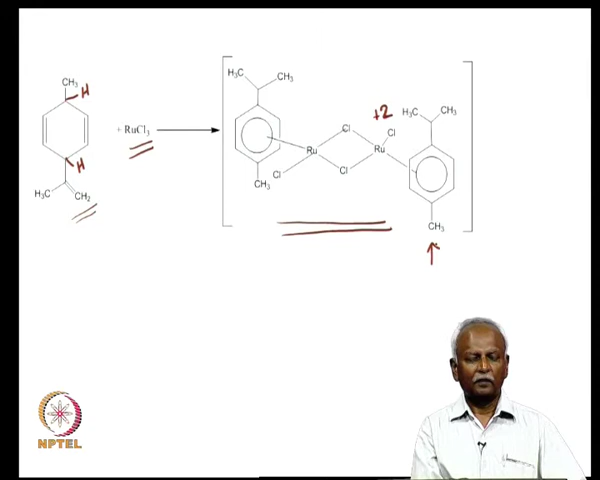 CH3
H
+ RuCl3
H
H3C
CH2
H3C
CH3
Cl
Ru
Cl
Cl
CH3
+2
H3C
CH3
Cl
Ru
CH3
NPTEL